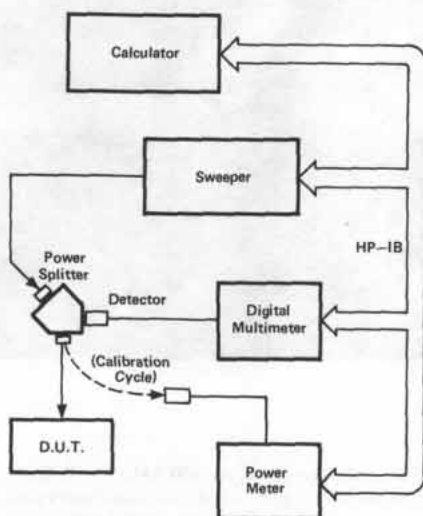 Calculator
Sweeper
HP–IB
Power
Splitter
Detector
Digital
Multimeter
(Calibration
Cycle)
D.U.T.
Power
Meter